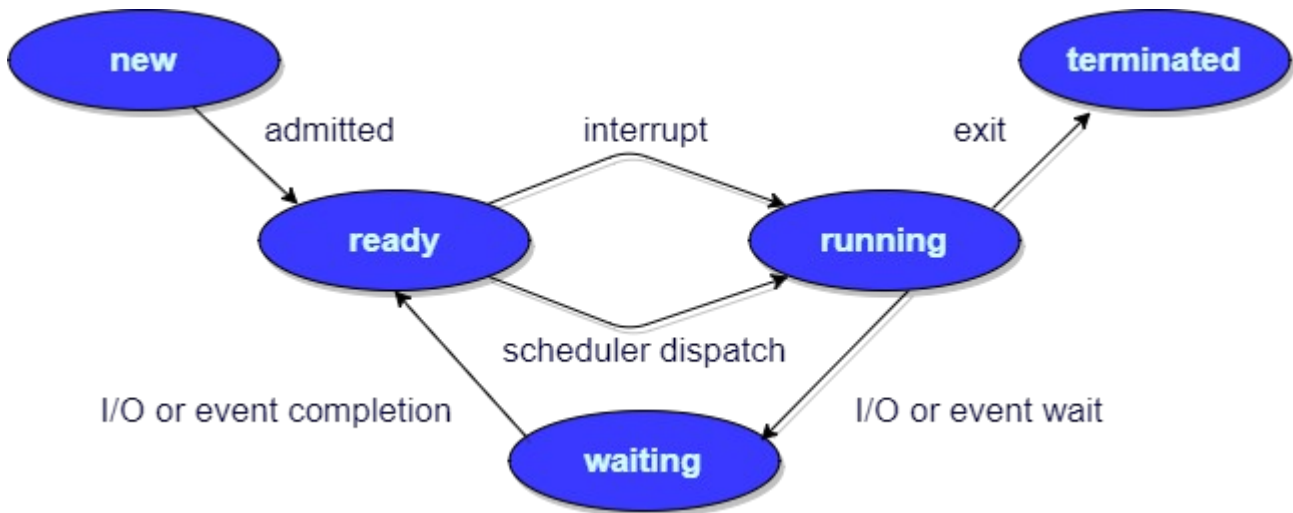 new
terminated
admitted
interrupt
exit
ready
running
scheduler dispatch
I/O or event completion
I/O or event wait
waiting